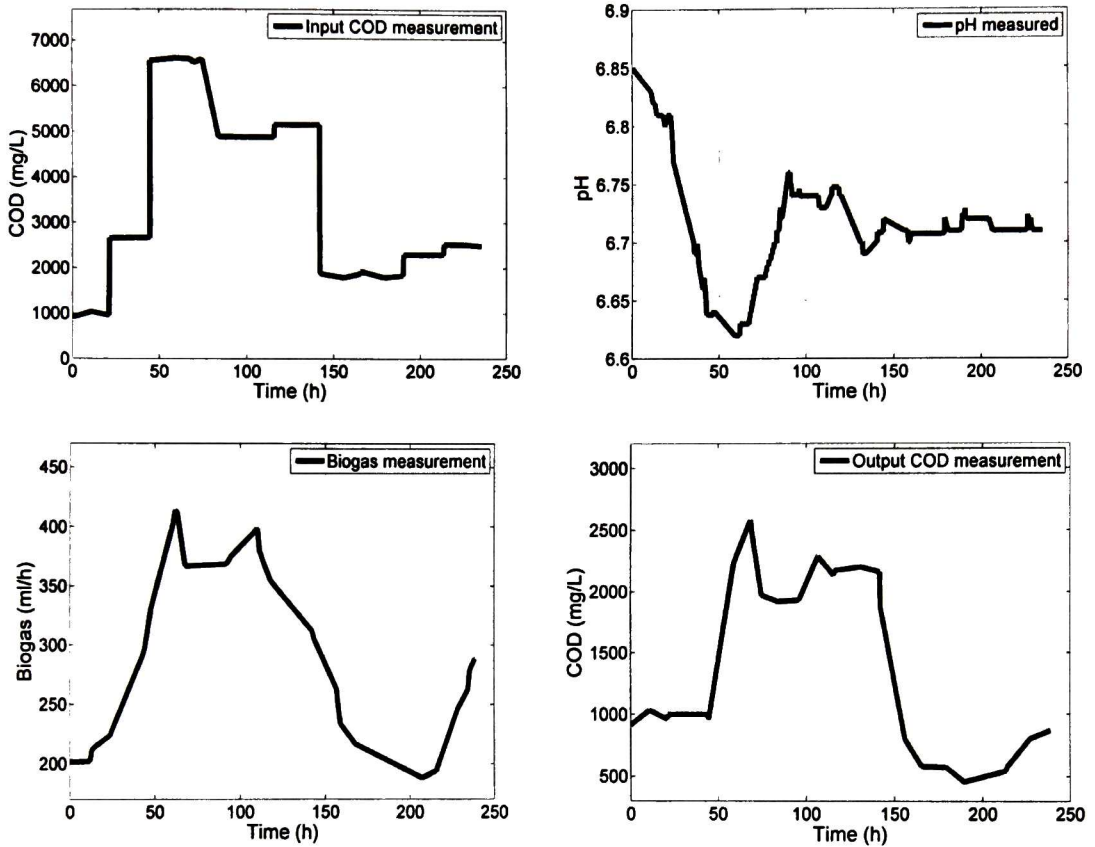 Input COD measurement
7000
6000
5000
4000
3000
2000
1000
0
COD (mg/L)
0 50 100 150 200 250
Time (h)
pH measured
6.9
6.85
6.8
6.75
6.7
6.65
6.6
pH
0 50 100 150 200 250
Time (h)
Biogas measurement
450
400
350
300
250
200
Biogas (ml/h)
0 50 100 150 200 250
Time (h)
Output COD measurement
3000
2500
2000
1500
1000
500
COD (mg/L)
0 50 100 150 200 250
Time (h)